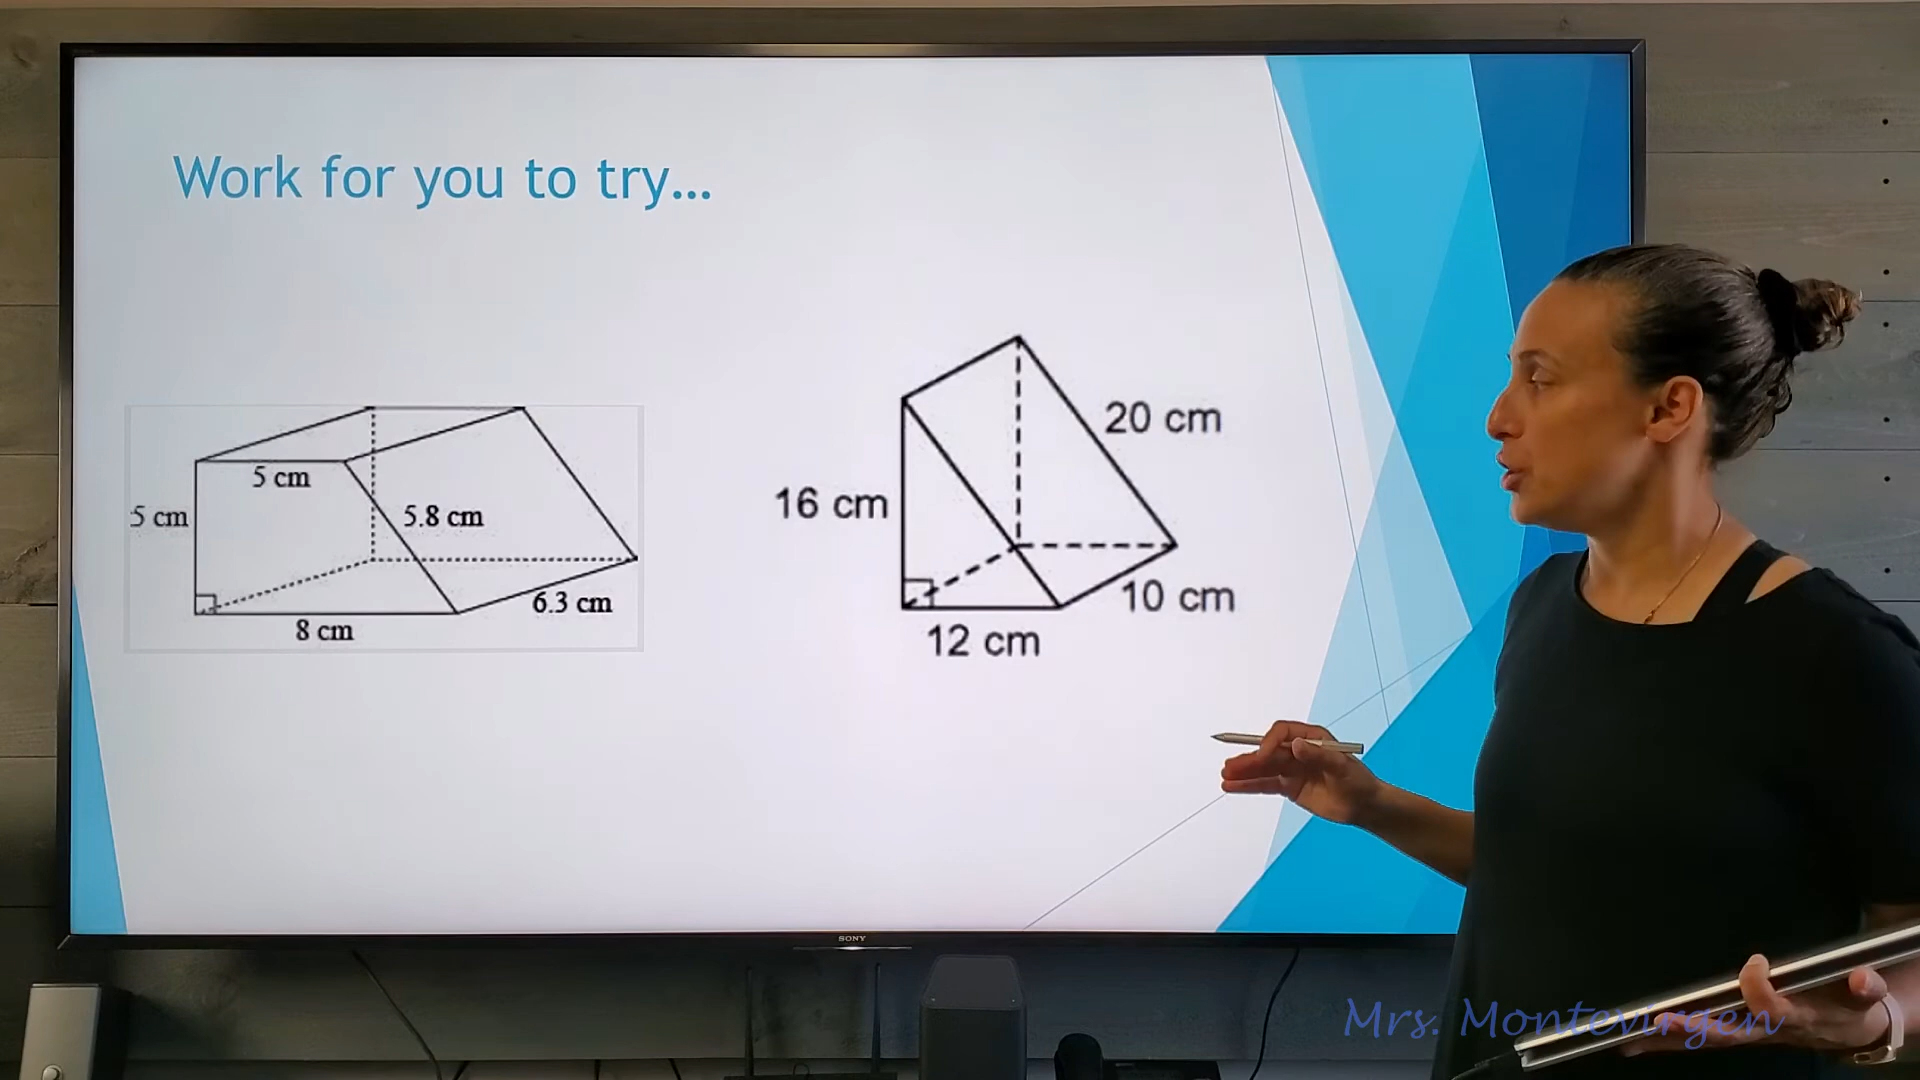 Work for you to try...
5 cm
5 cm
5.8 cm
6.3 cm
8 cm
20 cm
16 cm
10 cm
12 cm
SONY
Mrs. Montevirgen